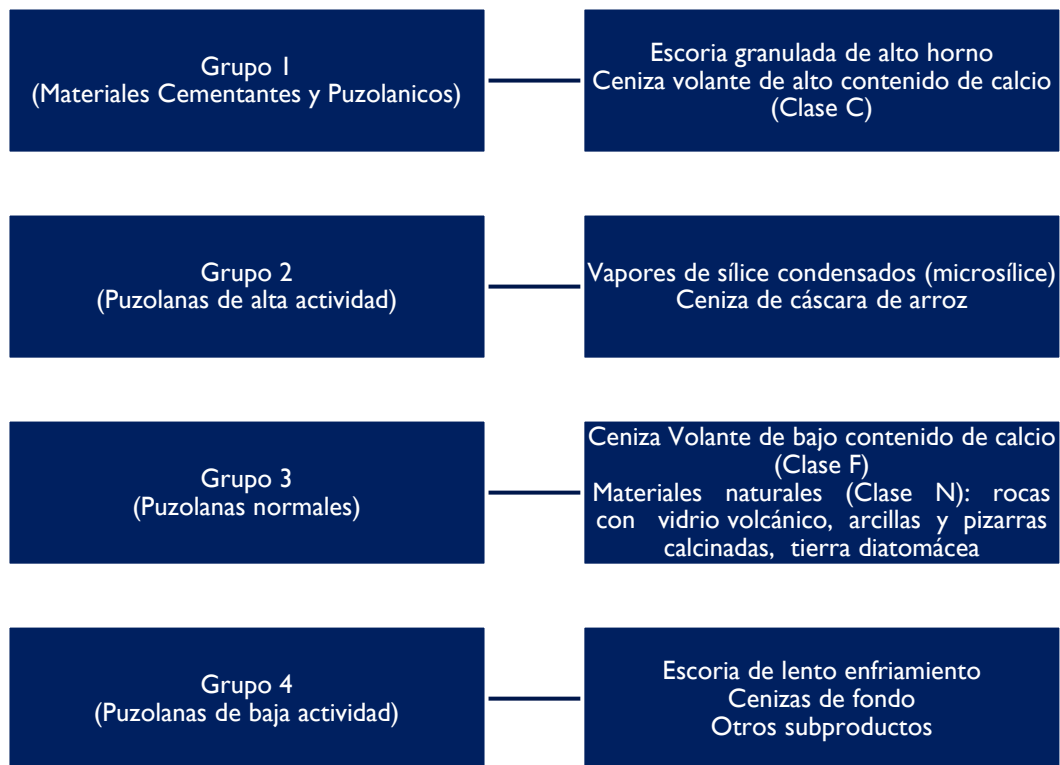 Grupo 1
(Materiales Cementantes y Puzolanicos)
Escoria granulada de alto horno
Ceniza volante de alto contenido de calcio
(Clase C)
Grupo 2
(Puzolanas de alta actividad)
Vapores de sílice condensados (microsílice)
Ceniza de cáscara de arroz
Grupo 3
(Puzolanas normales)
Ceniza Volante de bajo contenido de calcio
(Clase F)
Materiales naturales (Clase N): rocas
con vidrio volcánico, arcillas y pizarras
calcinadas, tierra diatomácea
Grupo 4
(Puzolanas de baja actividad)
Escoria de lento enfriamiento
Cenizas de fondo
Otros subproductos